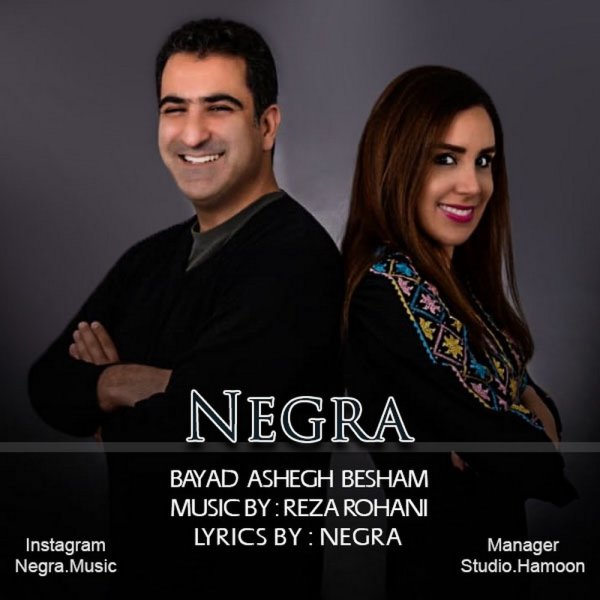 NEGRA
BAYAD ASHEGH BESHAM
MUSIC BY : REZA ROHANI
LYRICS BY : NEGRA
Instagram
Negra.Music
Manager
Studio.Hamoon